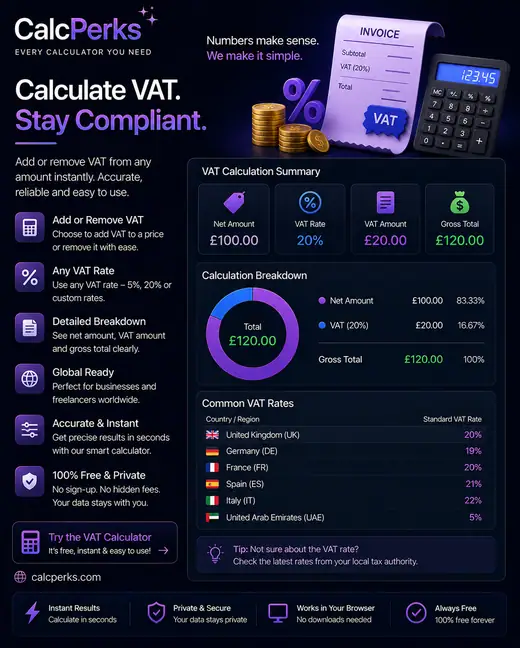 CalcPerks
EVERY CALCULATOR YOU NEED
Numbers make sense.
We make it simple.
INVOICE
Subtotal
VAT (20%)
Total
VAT
123.45
Calculate VAT.
Stay Compliant.
Add or remove VAT from any
amount instantly. Accurate,
reliable and easy to use.
Add or Remove VAT
Choose to add VAT to a price
or remove it with ease.
Any VAT Rate
Use any VAT rate – 5%, 20% or
custom rates.
Detailed Breakdown
See net amount, VAT amount
and gross total clearly.
Global Ready
Perfect for businesses and
freelancers worldwide.
Accurate & Instant
Get precise results in seconds
with our smart calculator.
100% Free & Private
No sign-up. No hidden fees.
Your data stays with you.
Try the VAT Calculator
It's free, instant & easy to use!
calcperks.com
VAT Calculation Summary
Net Amount
£100.00
VAT Rate
20%
VAT Amount
£20.00
Gross Total
£120.00
Calculation Breakdown
Total
£120.00
Net Amount £100.00 83.33%
VAT (20%) £20.00 16.67%
Gross Total £120.00 100%
Common VAT Rates
Country / Region Standard VAT Rate
United Kingdom (UK) 20%
Germany (DE) 19%
France (FR) 20%
Spain (ES) 21%
Italy (IT) 22%
United Arab Emirates (UAE) 5%
Tip: Not sure about the VAT rate?
Check the latest rates from your local tax authority.
Instant Results
Calculate in seconds
Private & Secure
Your data stays private
Works in Your Browser
No downloads needed
Always Free
100% free forever